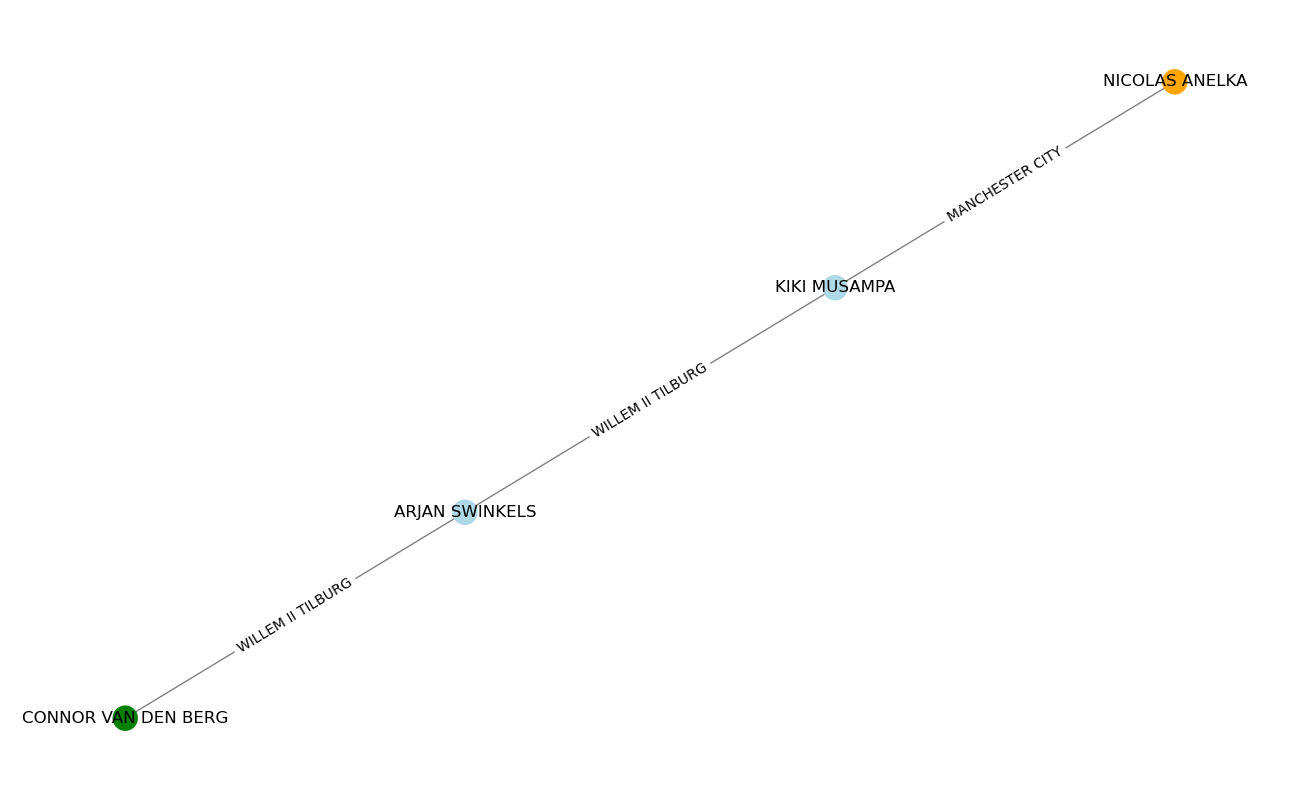 NICOLAS ANELKA
MANCHESTER CITY
KIKI MUSAMPA
WILLEM II TILBURG
ARJAN SWINKELS
WILLEM II TILBURG
CONNOR VAN DEN BERG